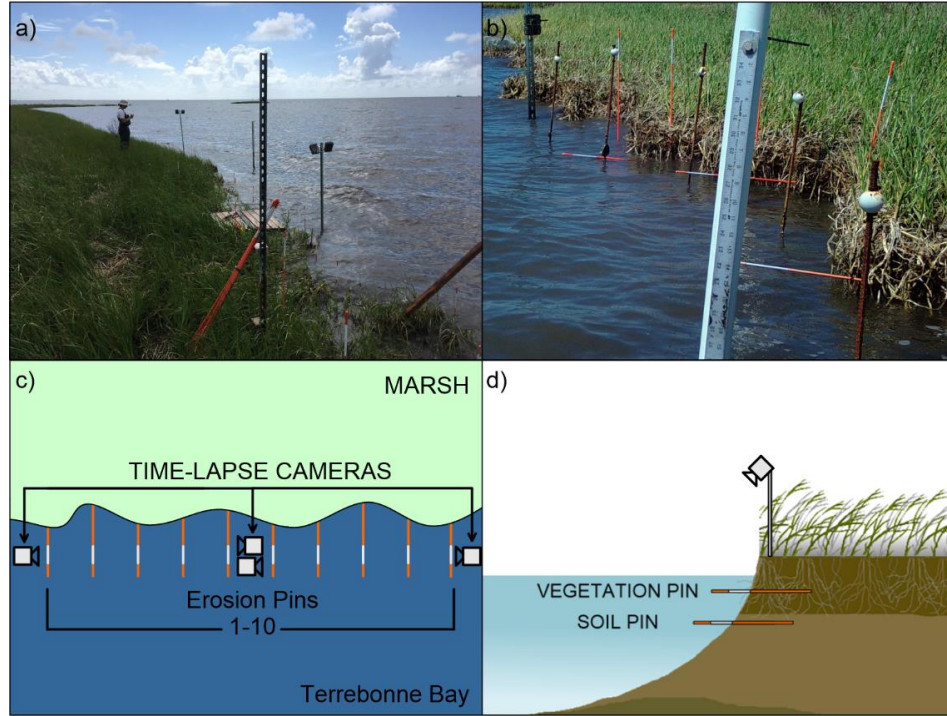 a)
b)
c)
MARSH
TIME-LAPSE CAMERAS
Erosion Pins
1-10
Terrebonne Bay
d)
VEGETATION PIN
SOIL PIN